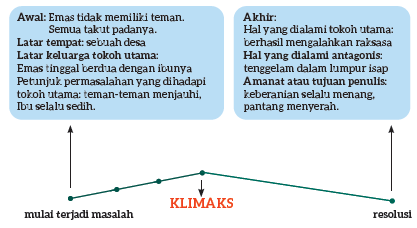 Awal: Emas tidak memiliki teman.
Semua takut padanya.
Latar tempat: sebuah desa
Latar keluarga tokoh utama:
Emas tinggal berdua dengan ibunya
Petunjuk permasalahan yang dihadapi
tokoh utama: teman-teman menjauhi,
Ibu selalu sedih.
Akhir:
Hal yang dialami tokoh utama:
berhasil mengalahkan raksasa
Hal yang dialami antagonis:
tenggelam dalam lumpur isap
Amanat atau tujuan penulis:
keberanian selalu menang,
pantang menyerah.
KLIMAKS
mulai terjadi masalah
resolusi